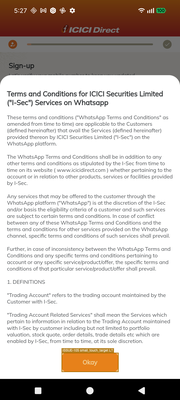 5:27
ICICI Direct
Sign-up
Terms and Conditions for ICICI Securities Limited
("I-Sec") Services on Whatsapp
These terms and conditions ("WhatsApp Terms and Conditions" as
amended from time to time) are applicable to the Customers
(defined hereinafter) that avail the Services (defined hereinafter)
provided thereon by ICICI Securities Limited ("I-Sec") on the
WhatsApp platform.
The WhatsApp Terms and Conditions shall be in addition to any
other terms and conditions as stipulated by the I-Sec from time to
time on its website ( www.icicidirect.com ) whether pertaining to the
account or in relation to other products, services or facilities provided
by I-Sec.
Any services that may be offered to the customer through the
WhatsApp platform ("WhatsApp") is at the discretion of the I-Sec
and/or basis the eligibility criteria of a customer and such services
are subject to certain terms and conditions. In case of conflict
between any of these WhatsApp Terms and Conditions and the
terms and conditions for other services provided on the WhatsApp
channel, specific terms and conditions of such services shall prevail.
Further, in case of inconsistency between the WhatsApp Terms and
Conditions and any specific terms and conditions pertaining to
account or any specific service/product/offer, the specific terms and
conditions of that particular service/product/offer shall prevail.
1. DEFINITIONS
"Trading Account" refers to the trading account maintained by the
Customer with I-Sec.
"Trading Account Related Services" shall mean the Services which
pertain to information in relation to the Trading Account maintained
with I-Sec by customer including but not limited to portfolio
valuation, stock quote, order details, trade details etc which are
enabled by I-Sec, from time to time, at its sole discretion.
Okay